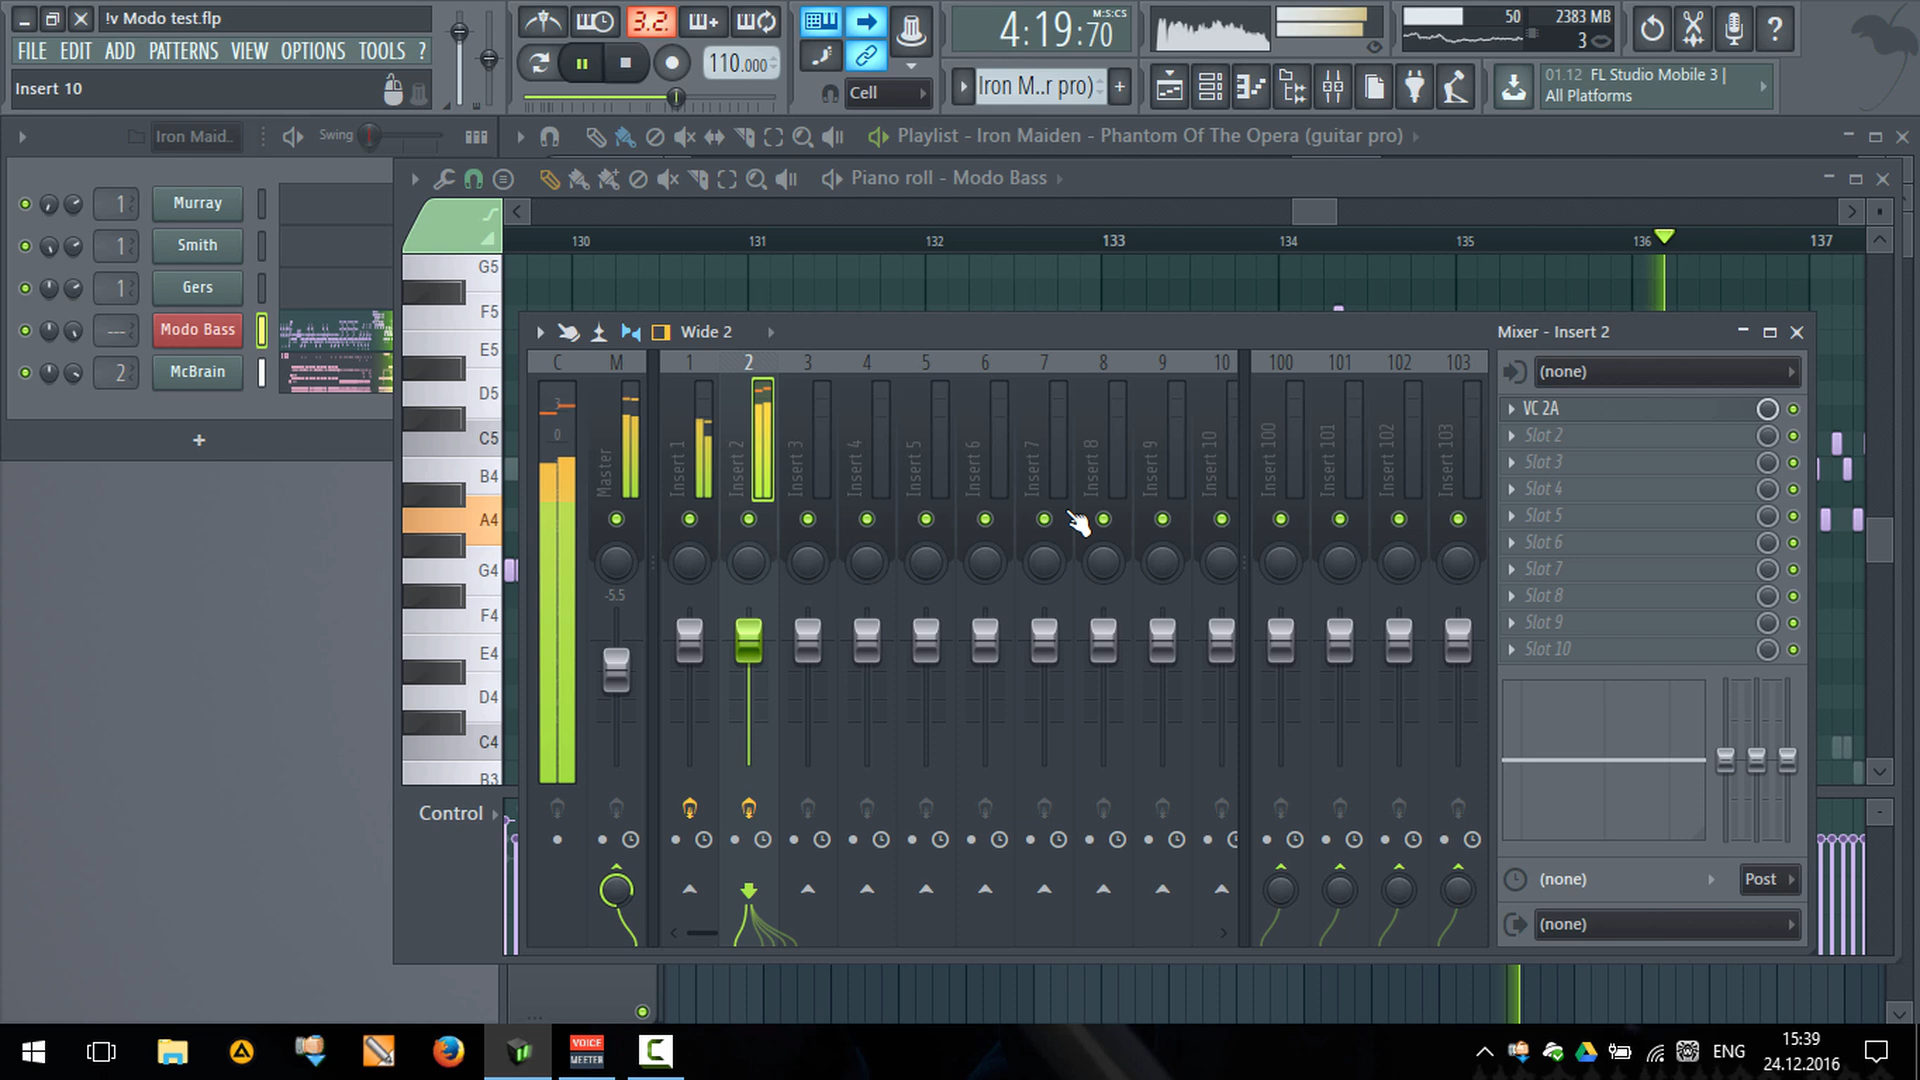 !v Modo test.flp
FILE EDIT ADD PATTERNS VIEW OPTIONS TOOLS ?
Insert 10
3.2.
110.000
4:19:70
M:S:CS
Cell
Iron M..r pro)
50
2383 MB
3
01.12 FL Studio Mobile 3 |
All Platforms
Iron Maid..
Swing
Playlist - Iron Maiden - Phantom Of The Opera (guitar pro)
1 Murray
1 Smith
1 Gers
--- Modo Bass
2 McBrain
Piano roll - Modo Bass
130 131 132 133 134 135 136 137
G5
F5
E5
D5
C5
B4
A4
G4
F4
E4
D4
C4
B3
Control
Wide 2
C M 1 2 3 4 5 6 7 8 9 10 100 101 102 103
3
0
Master
Insert 1
Insert 2
Insert 3
Insert 4
Insert 5
Insert 6
Insert 7
Insert 8
Insert 9
Insert 10
Insert 100
Insert 101
Insert 102
Insert 103
-5.5
Mixer - Insert 2
(none)
VC 2A
Slot 2
Slot 3
Slot 4
Slot 5
Slot 6
Slot 7
Slot 8
Slot 9
Slot 10
(none)
Post
(none)
VOICE
MEETER
ENG
15:39
24.12.2016